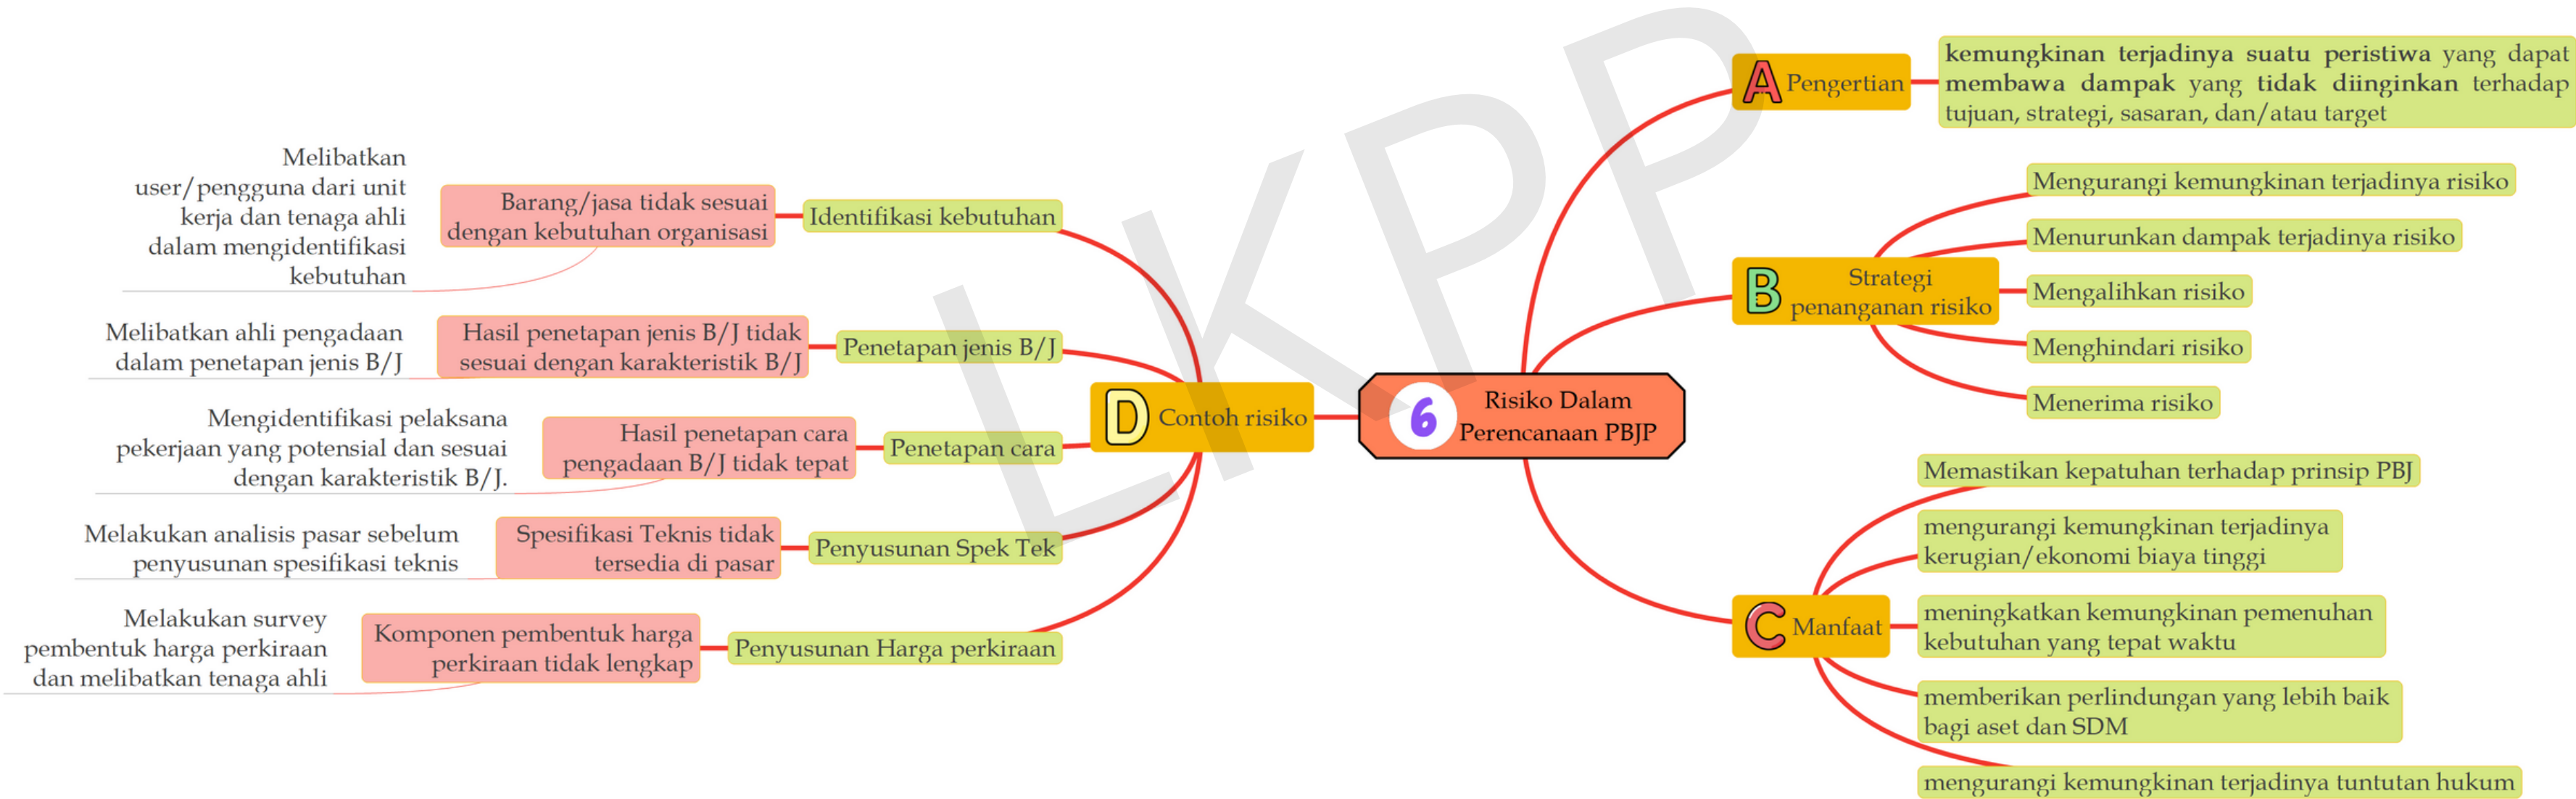 6
Risiko Dalam
Perencanaan PBJP
A
Pengertian
kemungkinan terjadinya suatu peristiwa yang dapat
membawa dampak yang tidak diinginkan terhadap
tujuan, strategi, sasaran, dan/atau target
B
Strategi
penanganan risiko
Mengurangi kemungkinan terjadinya risiko
Menurunkan dampak terjadinya risiko
Mengalihkan risiko
Menghindari risiko
Menerima risiko
C
Manfaat
Memastikan kepatuhan terhadap prinsip PBJ
mengurangi kemungkinan terjadinya
kerugian/ekonomi biaya tinggi
meningkatkan kemungkinan pemenuhan
kebutuhan yang tepat waktu
memberikan perlindungan yang lebih baik
bagi aset dan SDM
mengurangi kemungkinan terjadinya tuntutan hukum
D
Contoh risiko
Identifikasi kebutuhan
Barang/jasa tidak sesuai
dengan kebutuhan organisasi
Melibatkan
user/pengguna dari unit
kerja dan tenaga ahli
dalam mengidentifikasi
kebutuhan
Penetapan jenis B/J
Hasil penetapan jenis B/J tidak
sesuai dengan karakteristik B/J
Melibatkan ahli pengadaan
dalam penetapan jenis B/J
Penetapan cara
Hasil penetapan cara
pengadaan B/J tidak tepat
Mengidentifikasi pelaksana
pekerjaan yang potensial dan sesuai
dengan karakteristik B/J.
Penyusunan Spek Tek
Spesifikasi Teknis tidak
tersedia di pasar
Melakukan analisis pasar sebelum
penyusunan spesifikasi teknis
Penyusunan Harga perkiraan
Komponen pembentuk harga
perkiraan tidak lengkap
Melakukan survey
pembentuk harga perkiraan
dan melibatkan tenaga ahli
LKPP